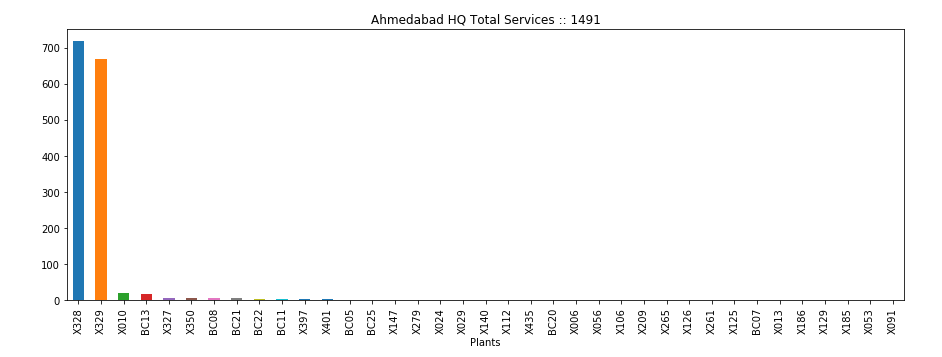 Ahmedabad HQ Total Services :: 1491
700
600
500
400
300
200
100
0
X328 X329 X010 BC13 X327 X350 BC08 BC21 BC22 BC11 X397 X401 BC05 BC25 X147 X279 X024 X029 X140 X112 X435 BC20 X006 X056 X106 X209 X265 X126 X261 X125 BC07 X013 X186 X129 X185 X053 X091
Plants